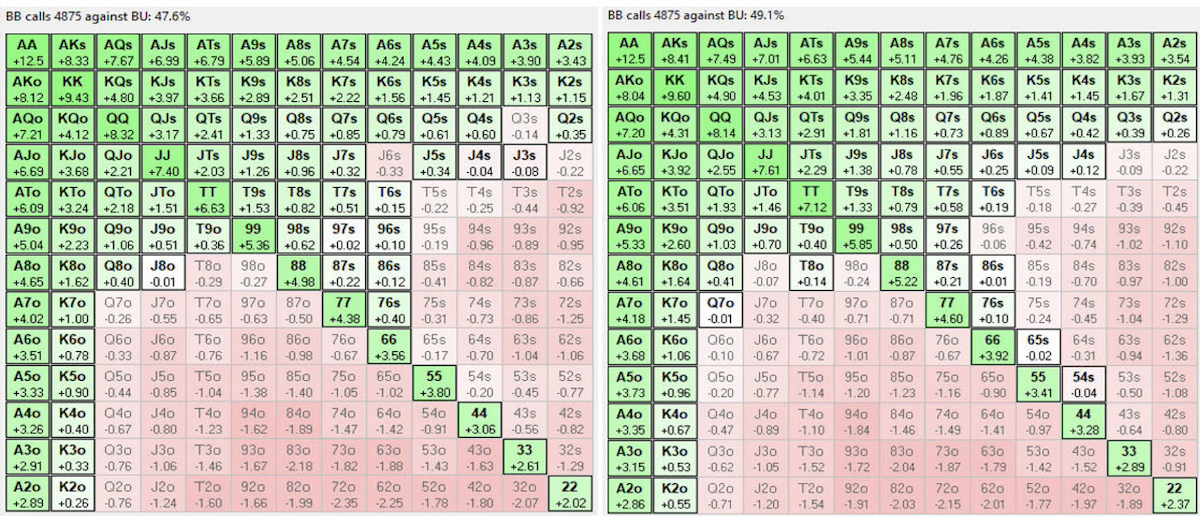 BB calls 4875 against BU: 47.6%
AA AKs AQs AJs ATs A9s A8s A7s A6s A5s A4s A3s A2s
+12.5 +8.33 +7.67 +6.99 +6.79 +5.89 +5.06 +4.54 +4.24 +4.43 +4.09 +3.90 +3.43
AKo KK KQs KJs KTs K9s K8s K7s K6s K5s K4s K3s K2s
+8.12 +9.43 +4.80 +3.97 +3.66 +2.89 +2.51 +2.22 +1.56 +1.45 +1.21 +1.13 +1.15
AQo KQo QQ QJs QTs Q9s Q8s Q7s Q6s Q5s Q4s Q3s Q2s
+7.21 +4.12 +8.32 +3.17 +2.41 +1.33 +0.75 +0.85 +0.79 +0.61 +0.60 -0.14 +0.35
AJo KJo QJo JJ JTs J9s J8s J7s J6s J5s J4s J3s J2s
+6.69 +3.68 +2.21 +7.40 +2.03 +1.26 +0.96 +0.32 -0.33 +0.34 -0.04 -0.08 -0.22
ATo KTo QTo JTo TT T9s T8s T7s T6s T5s T4s T3s T2s
+6.09 +3.24 +2.18 +1.51 +6.63 +1.53 +0.82 +0.51 +0.15 -0.22 -0.25 -0.44 -0.92
A9o K9o Q9o J9o T9o 99 98s 97s 96s 95s 94s 93s 92s
+5.04 +2.23 +1.06 +0.51 +0.36 +5.36 +0.62 +0.02 +0.10 -0.19 -0.96 -0.89 -0.95
A8o K8o Q8o J8o T8o 98o 88 87s 86s 85s 84s 83s 82s
+4.65 +1.62 +0.40 -0.01 -0.29 -0.27 +4.98 +0.22 +0.12 -0.41 -0.82 -0.87 -0.66
A7o K7o Q7o J7o T7o 97o 87o 77 76s 75s 74s 73s 72s
+4.02 +1.00 -0.26 -0.55 -0.65 -0.63 -0.50 +4.38 +0.40 -0.31 -0.73 -0.86 -1.25
A6o K6o Q6o J6o T6o 96o 86o 76o 66 65s 64s 63s 62s
+3.51 +0.78 -0.33 -0.87 -0.76 -1.16 -0.98 -0.67 +3.56 -0.17 -0.70 -1.04 -1.06
A5o K5o Q5o J5o T5o 95o 85o 75o 65o 55 54s 53s 52s
+3.33 +0.90 -0.44 -0.85 -1.04 -1.38 -1.40 -1.05 -1.02 +3.80 -0.20 -0.45 -0.77
A4o K4o Q4o J4o T4o 94o 84o 74o 64o 54o 44 43s 42s
+3.26 +0.40 -0.67 -0.80 -1.23 -1.62 -1.89 -1.47 -1.42 -0.91 +3.06 -0.56 -0.82
A3o K3o Q3o J3o T3o 93o 83o 73o 63o 53o 43o 33 32s
+2.91 +0.33 -0.76 -1.06 -1.46 -1.67 -2.18 -1.82 -1.88 -1.43 -1.63 +2.61 -1.29
A2o K2o Q2o J2o T2o 92o 82o 72o 62o 52o 42o 32o 22
+2.89 +0.26 -0.76 -1.24 -1.60 -1.66 -1.99 -2.35 -2.25 -1.78 -1.80 -2.07 +2.02
BB calls 4875 against BU: 49.1%
AA AKs AQs AJs ATs A9s A8s A7s A6s A5s A4s A3s A2s
+12.5 +8.41 +7.49 +7.01 +6.63 +5.44 +5.11 +4.76 +4.26 +4.38 +3.82 +3.93 +3.54
AKo KK KQs KJs KTs K9s K8s K7s K6s K5s K4s K3s K2s
+8.04 +9.60 +4.90 +4.53 +4.01 +3.35 +2.48 +1.96 +1.87 +1.41 +1.45 +1.67 +1.31
AQo KQo QQ QJs QTs Q9s Q8s Q7s Q6s Q5s Q4s Q3s Q2s
+7.20 +4.31 +8.14 +3.13 +2.91 +1.81 +1.16 +0.73 +0.89 +0.67 +0.42 +0.39 +0.26
AJo KJo QJo JJ JTs J9s J8s J7s J6s J5s J4s J3s J2s
+6.65 +3.92 +2.55 +7.61 +2.29 +1.38 +0.78 +0.55 +0.25 +0.09 +0.12 -0.09 -0.22
ATo KTo QTo JTo TT T9s T8s T7s T6s T5s T4s T3s T2s
+6.06 +3.51 +1.93 +1.46 +7.12 +1.33 +0.79 +0.58 +0.19 -0.18 -0.27 -0.39 -0.45
A9o K9o Q9o J9o T9o 99 98s 97s 96s 95s 94s 93s 92s
+5.33 +2.60 +1.03 +0.70 +0.40 +5.85 +0.50 +0.26 -0.06 -0.42 -0.74 -1.02 -1.10
A8o K8o Q8o J8o T8o 98o 88 87s 86s 85s 84s 83s 82s
+4.61 +1.64 +0.41 -0.07 +0.14 -0.24 +5.22 +0.21 +0.01 -0.19 -0.70 -0.97 -1.00
A7o K7o Q7o J7o T7o 97o 87o 77 76s 75s 74s 73s 72s
+4.18 +1.45 -0.01 -0.32 -0.40 -0.71 -0.71 +4.60 +0.10 -0.24 -0.45 -1.04 -1.29
A6o K6o Q6o J6o T6o 96o 86o 76o 66 65s 64s 63s 62s
+3.68 +1.06 -0.10 -0.67 -0.72 -1.01 -0.87 -0.67 +3.92 -0.02 -0.31 -0.94 -1.36
A5o K5o Q5o J5o T5o 95o 85o 75o 65o 55 54s 53s 52s
+3.73 +0.96 -0.20 -0.77 -1.14 -1.20 -1.23 -1.16 -0.90 +3.41 -0.04 -0.50 -1.08
A4o K4o Q4o J4o T4o 94o 84o 74o 64o 54o 44 43s 42s
+3.35 +0.67 -0.47 -0.89 -1.10 -1.84 -1.46 -1.49 -1.41 -0.97 +3.28 -0.64 -0.80
A3o K3o Q3o J3o T3o 93o 83o 73o 63o 53o 43o 33 32s
+3.15 +0.53 -0.62 -1.05 -1.52 -1.72 -2.04 -1.87 -1.79 -1.42 -1.52 +2.89 -0.91
A2o K2o Q2o J2o T2o 92o 82o 72o 62o 52o 42o 32o 22
+2.86 +0.55 -0.71 -1.20 -1.54 -1.91 -2.03 -2.15 -2.01 -1.77 -1.97 -1.89 +2.37